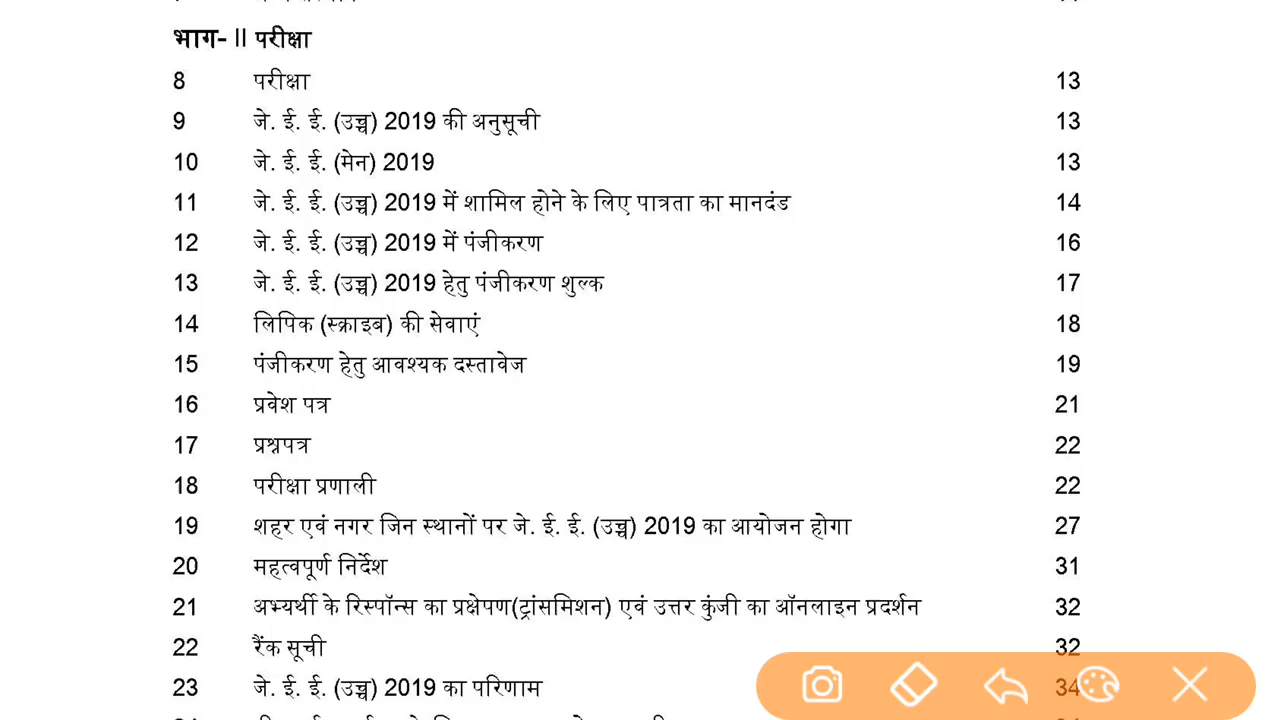 भाग- II परीक्षा
8 परीक्षा 13
9 जे. ई. ई. (उच्च) 2019 की अनुसूची 13
10 जे. ई. ई. (मेन) 2019 13
11 जे. ई. ई. (उच्च) 2019 में शामिल होने के लिए पात्रता का मानदंड 14
12 जे. ई. ई. (उच्च) 2019 में पंजीकरण 16
13 जे. ई. ई. (उच्च) 2019 हेतु पंजीकरण शुल्क 17
14 लिपिक (स्क्राइब) की सेवाएं 18
15 पंजीकरण हेतु आवश्यक दस्तावेज 19
16 प्रवेश पत्र 21
17 प्रश्नपत्र 22
18 परीक्षा प्रणाली 22
19 शहर एवं नगर जिन स्थानों पर जे. ई. ई. (उच्च) 2019 का आयोजन होगा 27
20 महत्वपूर्ण निर्देश 31
21 अभ्यर्थी के रिस्पॉन्स का प्रक्षेपण(ट्रांसमिशन) एवं उत्तर कुंजी का ऑनलाइन प्रदर्शन 32
22 रैंक सूची 32
23 जे. ई. ई. (उच्च) 2019 का परिणाम 34